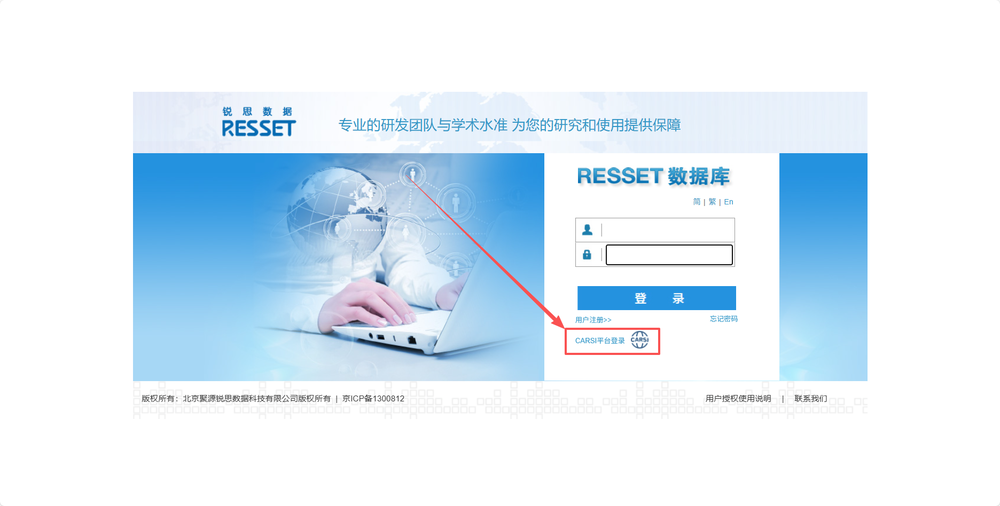 锐思数据
RESSET
专业的研发团队与学术水准 为您的研究和使用提供保障
RESSET 数据库
简 | 繁 | En
登 录
用户注册>>
忘记密码
CARSI平台登录
CARSI
版权所有：北京聚源锐思数据科技有限公司版权所有 | 京ICP备1300812
用户授权使用说明 | 联系我们